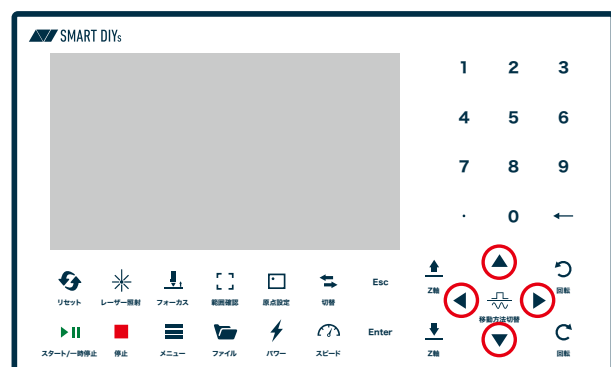 SMART DIYs
1 2 3
4 5 6
7 8 9
. 0 ←
リセット レーザー照射 フォーカス 範囲確認 原点設定 切替 Esc Z軸 回転
移動方法切替
スタート/一時停止 停止 メニュー ファイル パワー スピード Enter Z軸 回転